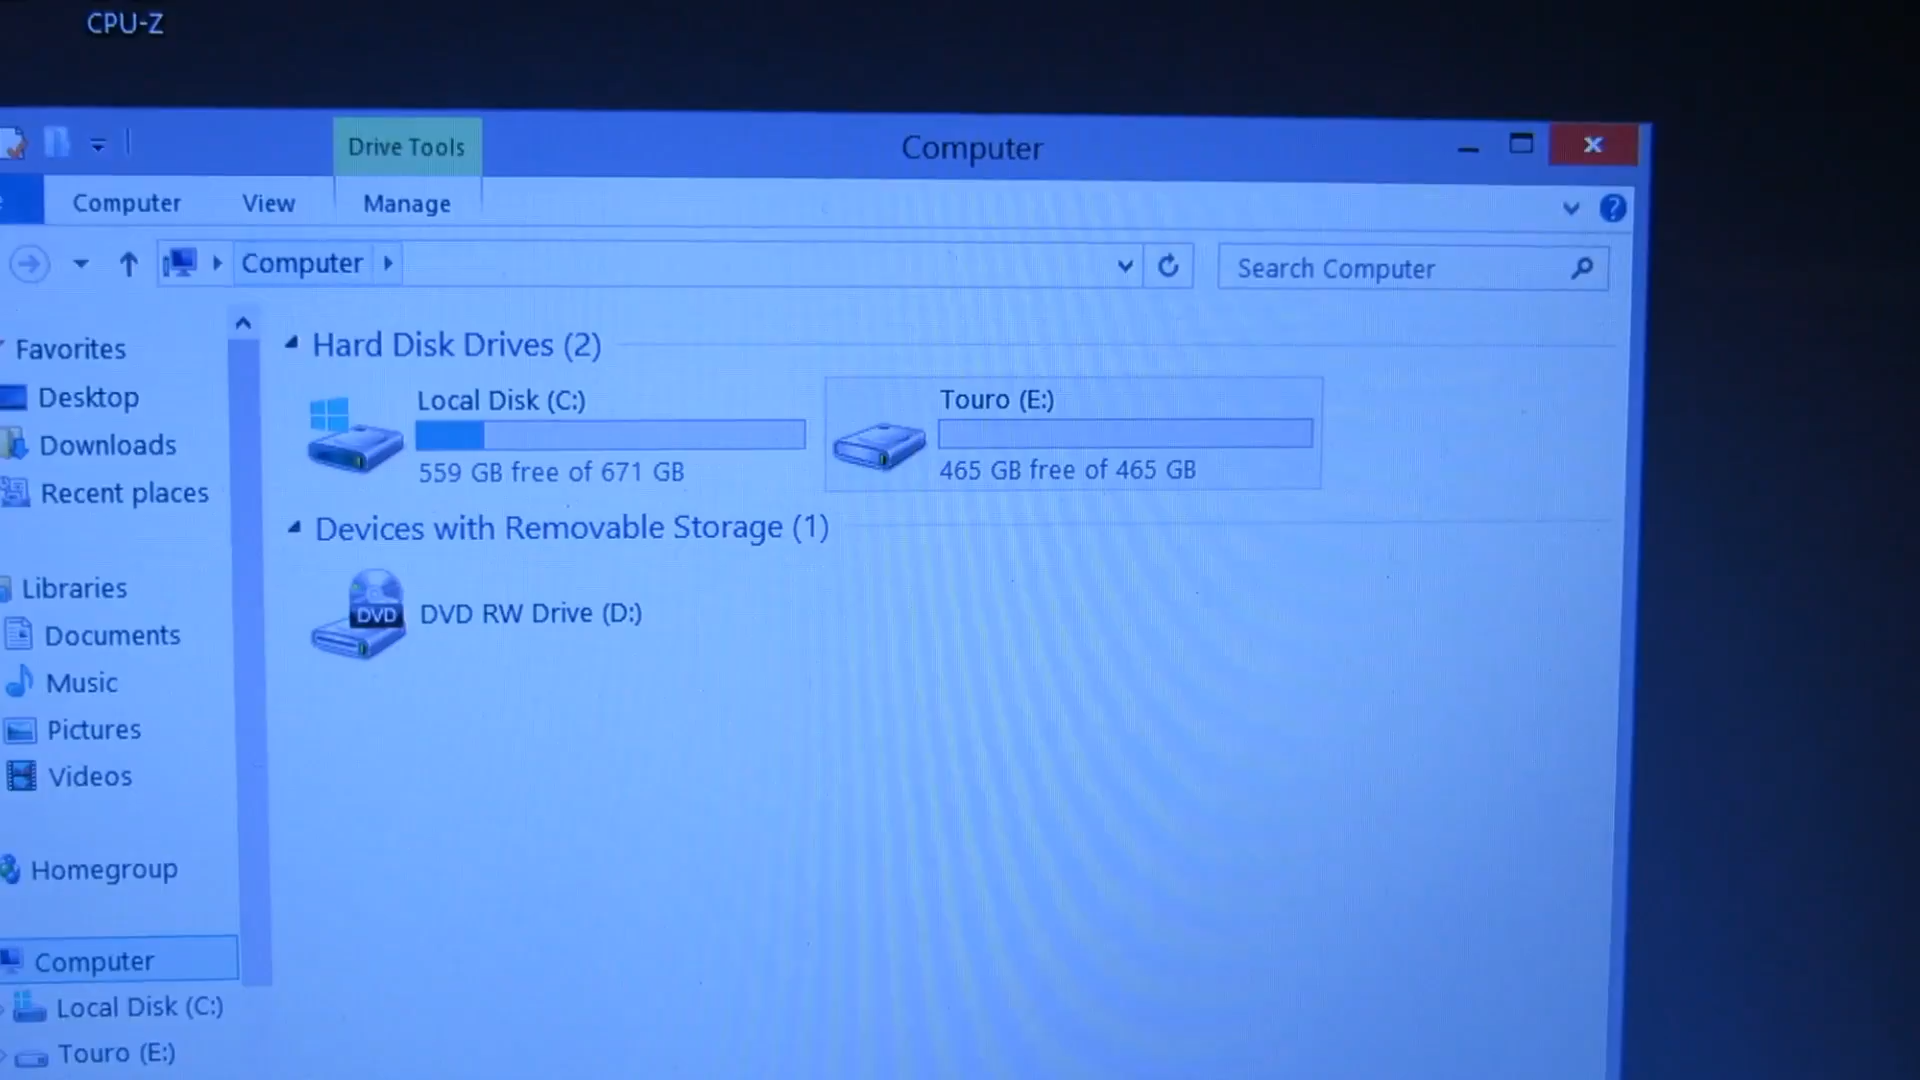 CPU-Z
Drive Tools
Computer
Computer
View
Manage
Computer
Search Computer
Favorites
Desktop
Downloads
Recent places
Libraries
Documents
Music
Pictures
Videos
Homegroup
Computer
Local Disk (C:)
Touro (E:)
Hard Disk Drives (2)
Local Disk (C:)
559 GB free of 671 GB
Touro (E:)
465 GB free of 465 GB
Devices with Removable Storage (1)
DVD
DVD RW Drive (D:)